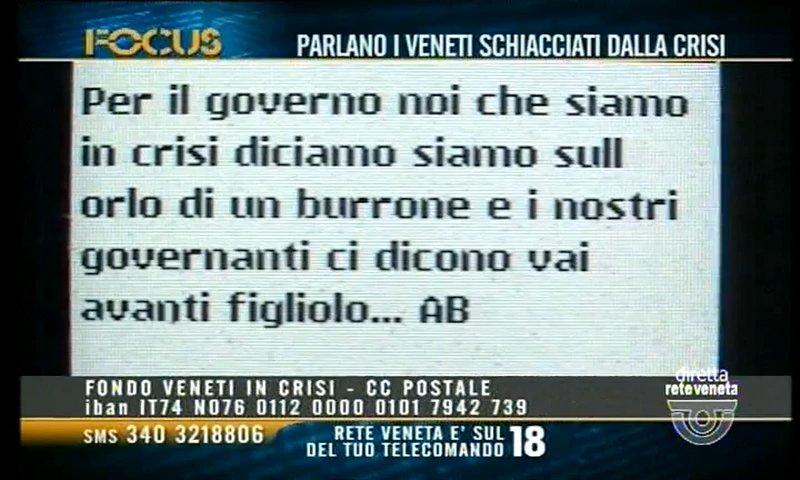 FOCUS
PARLANO I VENETI SCHIACCIATI DALLA CRISI
Per il governo noi che siamo
in crisi diciamo siamo sull
orlo di un burrone e i nostri
governanti ci dicono vai
avanti figliolo... AB
FONDO VENETI IN CRISI - CC POSTALE
iban IT74 N076 0112 0000 0101 7942 739
diretta
reteveneta
SMS 340 3218806
RETE VENETA E' SUL 18
DEL TUO TELECOMANDO